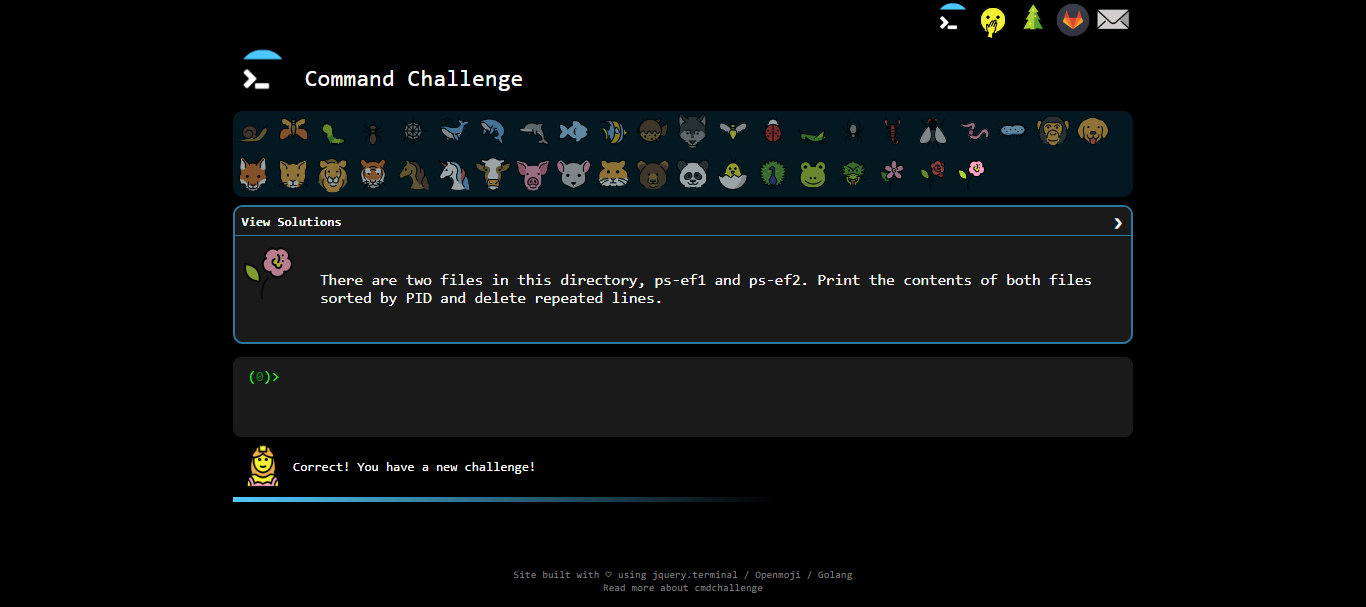 Command Challenge
View Solutions
There are two files in this directory, ps-ef1 and ps-ef2. Print the contents of both files
sorted by PID and delete repeated lines.
(0)>
Correct! You have a new challenge!
Site built with ♡ using jquery.terminal / Openmoji / Golang
Read more about cmdchallenge